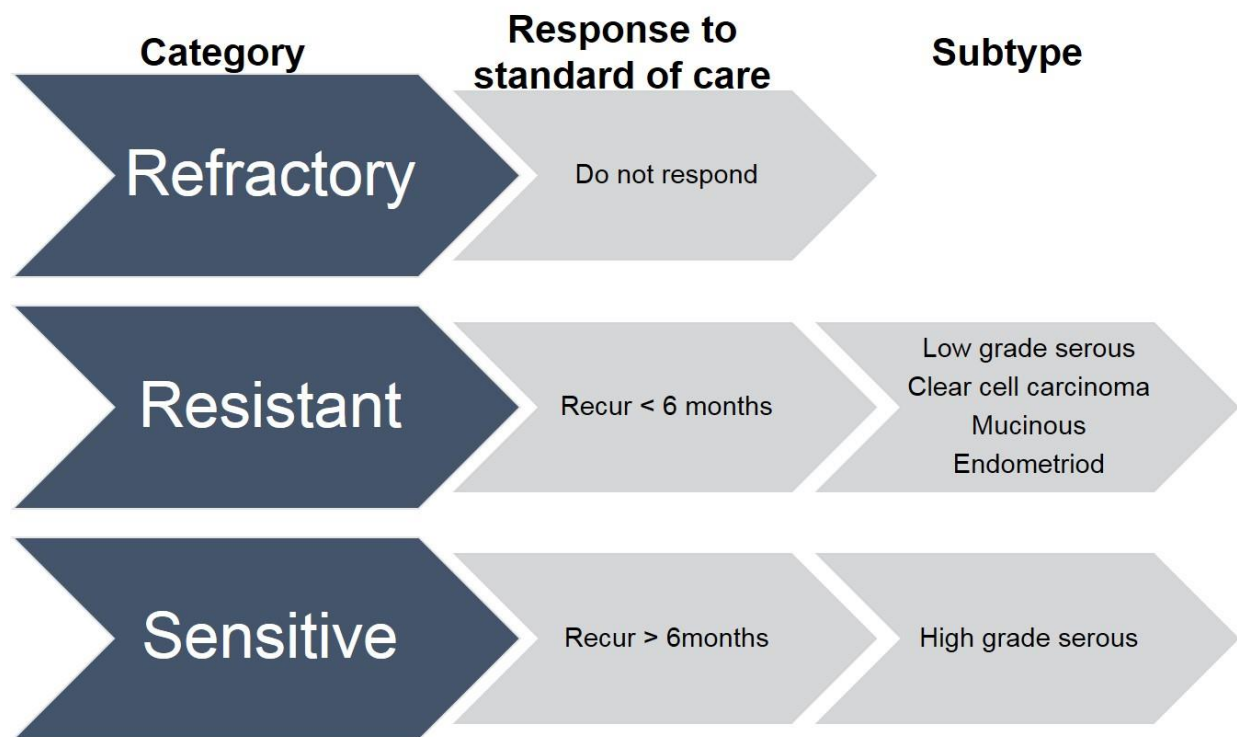 Category
Response to
standard of care
Subtype
Refractory
Do not respond
Resistant
Recur < 6 months
Low grade serous
Clear cell carcinoma
Mucinous
Endometriod
Sensitive
Recur > 6months
High grade serous